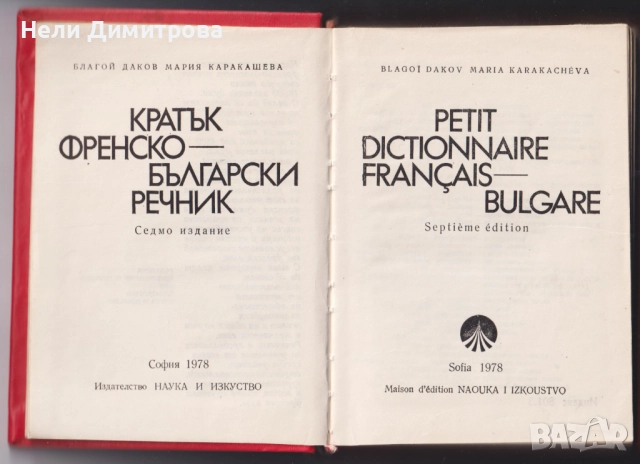 Нели Димитрова
БЛАГОЙ ДАКОВ МАРИЯ КАРАКАШЕВА
КРАТЪК
ФРЕНСКО—
БЪЛГАРСКИ
РЕЧНИК
Седмо издание
София 1978
Издателство НАУКА И ИЗКУСТВО
BLAGOÏ DAKOV MARIA KARAKACHÉVA
PETIT
DICTIONNAIRE
FRANÇAIS—
BULGARE
Septième édition
Sofia 1978
Maison d'édition NAOUKA I IZKOUSTVO
BAZAR